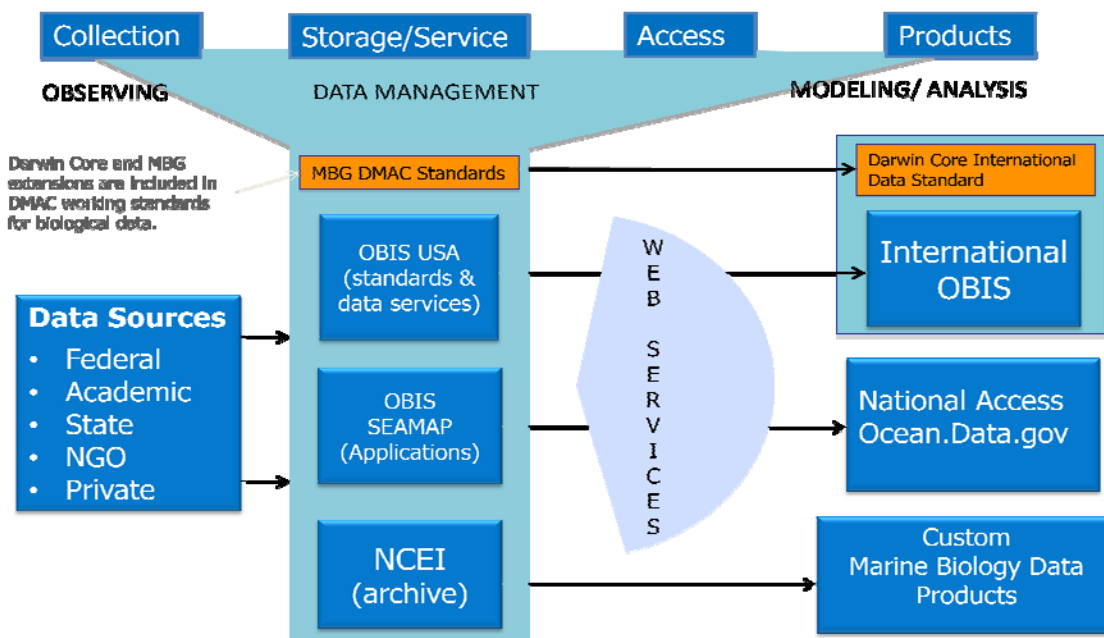 Collection
Storage/Service
Access
Products
OBSERVING
DATA MANAGEMENT
MODELING/ ANALYSIS
Darwin Core and MBG
extensions are included in
DMAC working standards
for biological data.
MBG DMAC Standards
Darwin Core International
Data Standard
OBIS USA
(standards &
data services)
WEB SERVICES
International
OBIS
Data Sources
• Federal
• Academic
• State
• NGO
• Private
OBIS
SEAMAP
(Applications)
National Access
Ocean.Data.gov
NCEI
(archive)
Custom
Marine Biology Data
Products